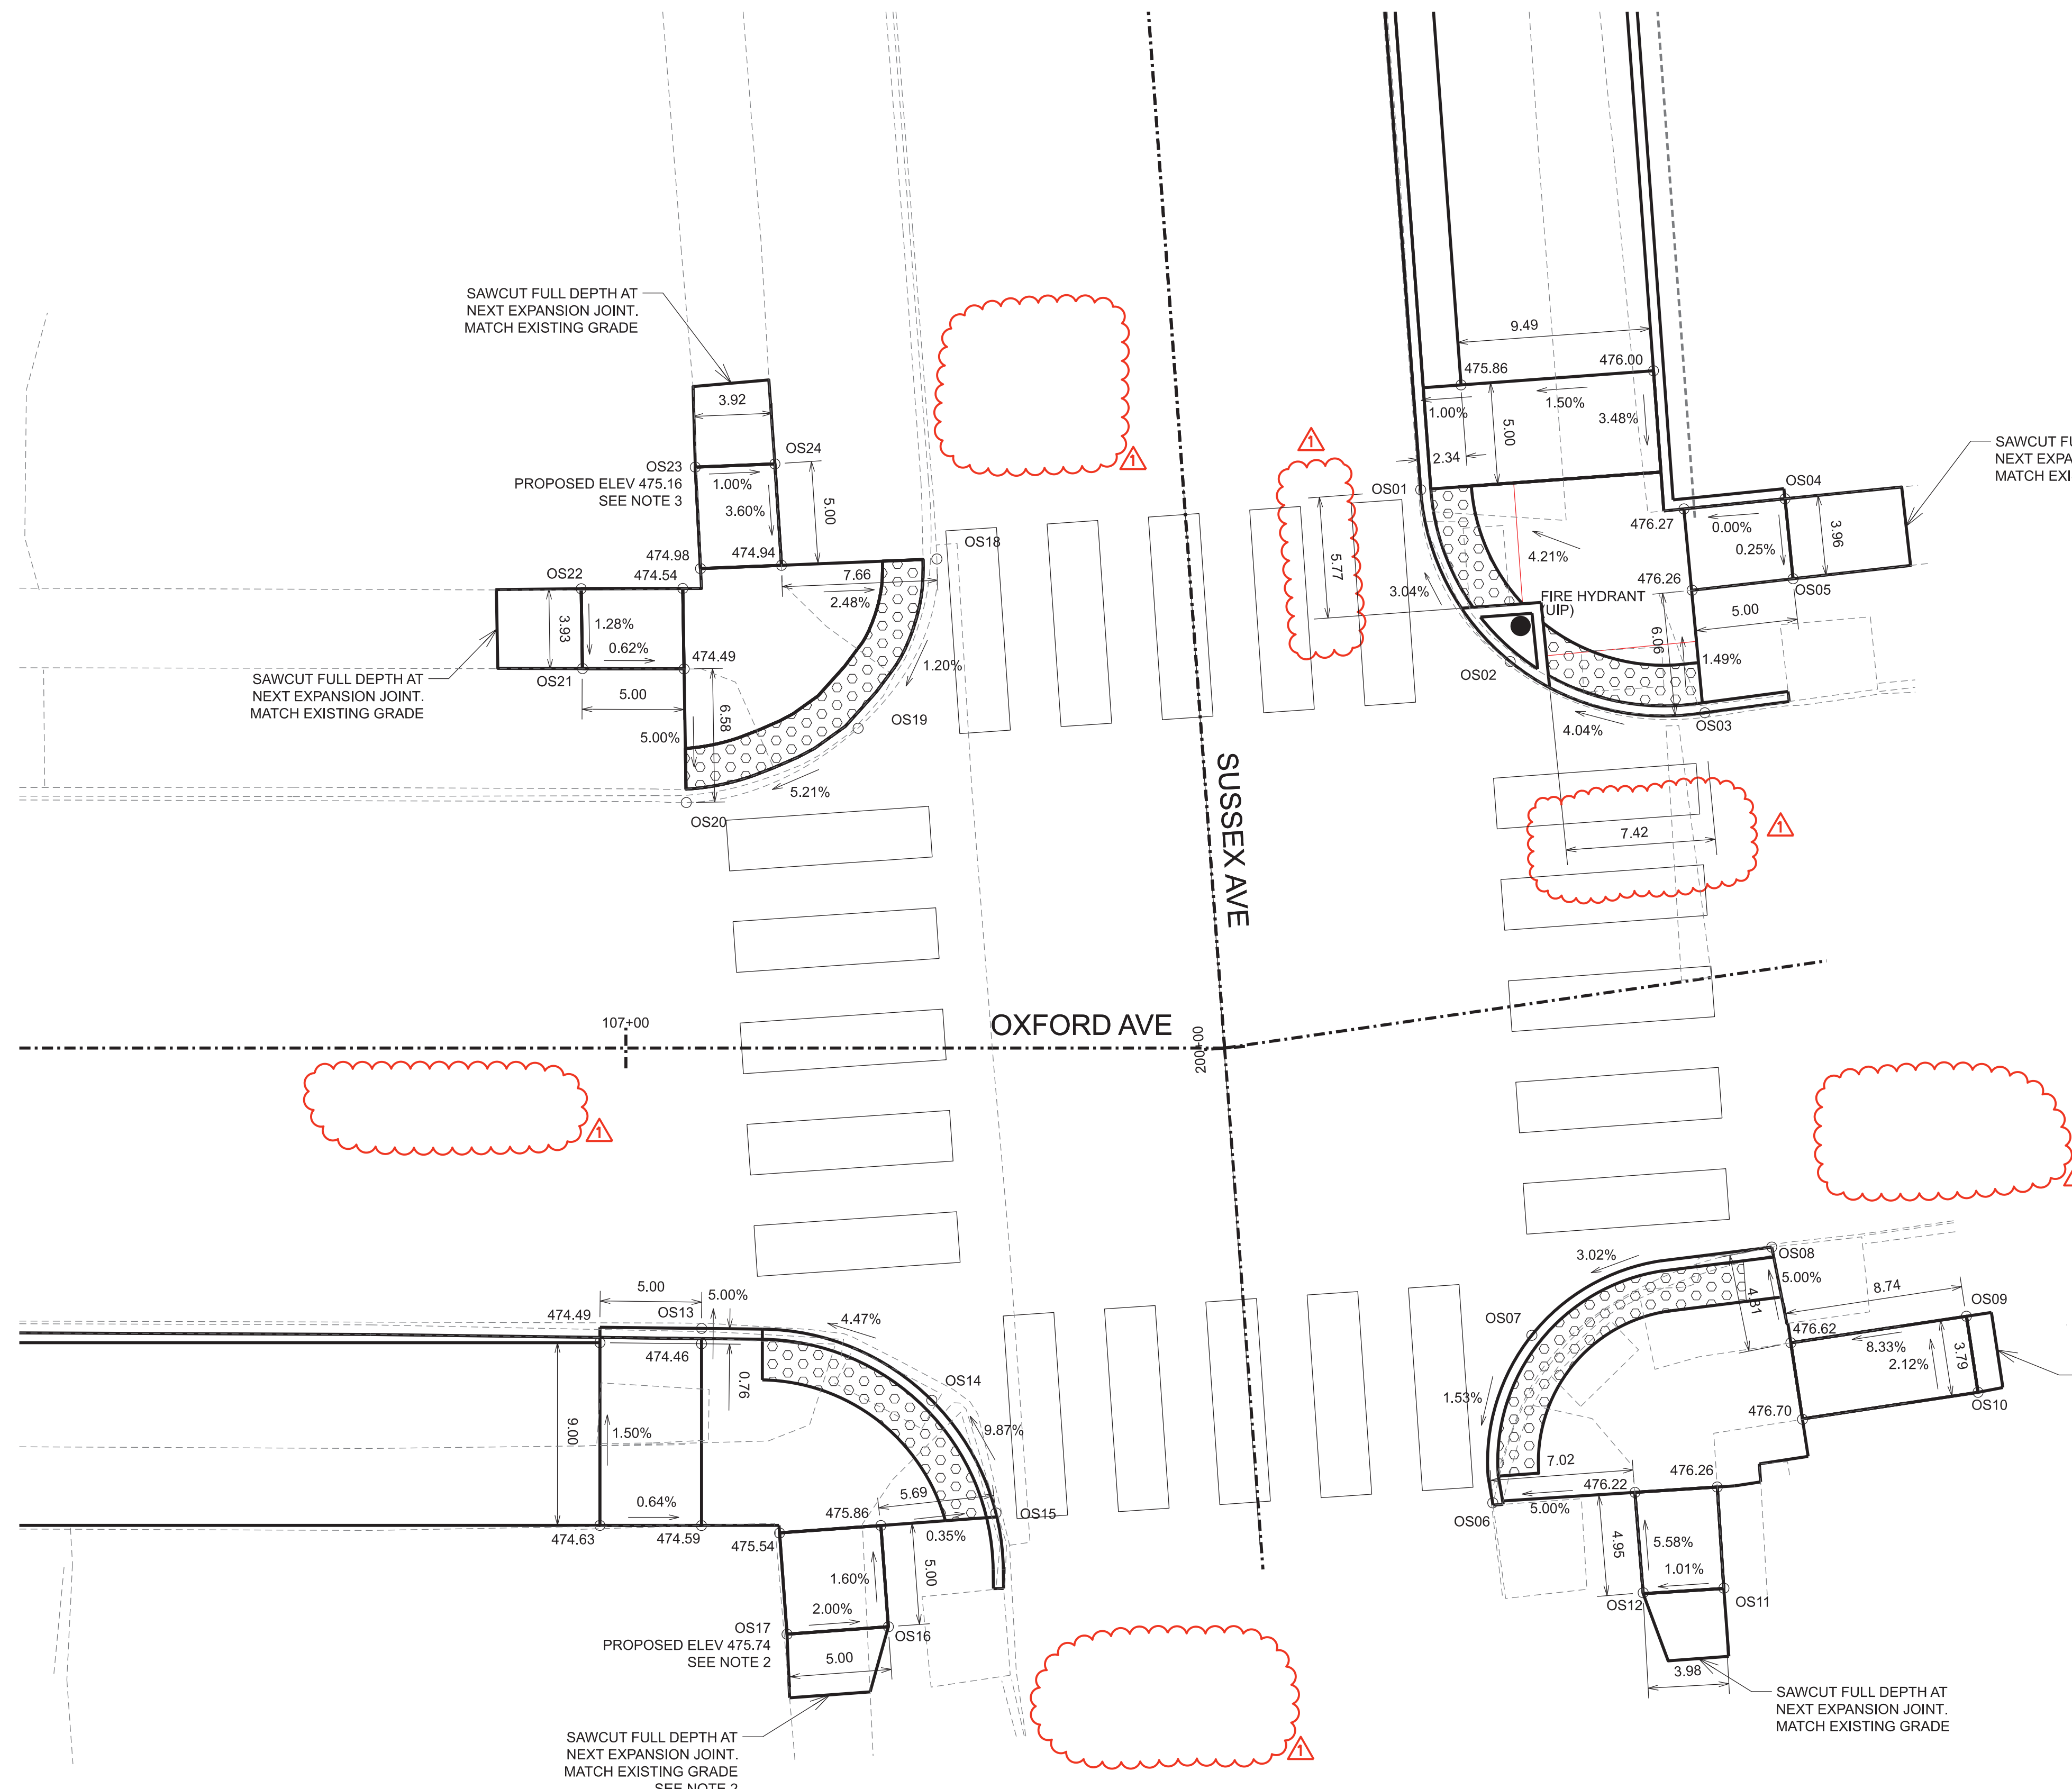 SAWCUT FULL DEPTH AT
NEXT EXPANSION JOINT.
MATCH EXISTING GRADE
3.92
OS24
OS23
PROPOSED ELEV 475.16
SEE NOTE 3
1.00%
3.60%
5.00
474.98
474.94
OS18
OS22
474.54
7.66
2.48%
3.93
1.28%
0.62%
474.49
1.20%
OS21
SAWCUT FULL DEPTH AT
NEXT EXPANSION JOINT.
MATCH EXISTING GRADE
5.00
6.58
5.00%
OS19
5.21%
OS20
1
1
9.49
475.86
476.00
1.00%
1.50%
3.48%
5.00
2.34
OS01
OS04
476.27
0.00%
0.25%
3.96
4.21%
5.77
3.04%
476.26
OS05
FIRE HYDRANT
(UIP)
5.00
6.06
1.49%
OS02
OS03
4.04%
7.42
1
SUSSEX AVE
OXFORD AVE
107+00
200+00
1
5.00
5.00%
474.49
OS13
4.47%
474.46
0.76
OS14
9.00
1.50%
9.87%
0.64%
5.69
475.86
OS15
474.63
474.59
475.54
0.35%
1.60%
5.00
2.00%
OS17
PROPOSED ELEV 475.74
SEE NOTE 2
OS16
5.00
SAWCUT FULL DEPTH AT
NEXT EXPANSION JOINT.
MATCH EXISTING GRADE
SEE NOTE 2
1
3.02%
OS08
5.00%
8.74
4.81
OS09
OS07
476.62
8.33%
2.12%
3.79
1.53%
476.70
OS10
7.02
476.26
476.22
5.00%
OS06
4.95
5.58%
1.01%
OS12
OS11
3.98
SAWCUT FULL DEPTH AT
NEXT EXPANSION JOINT.
MATCH EXISTING GRADE